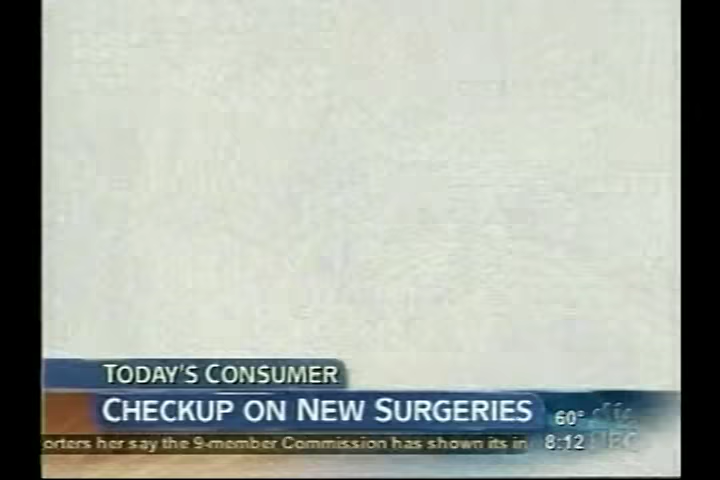 TODAY'S CONSUMER
CHECKUP ON NEW SURGERIES
60°
orters her say the 9-member Commission has shown its in
8:12
NBC